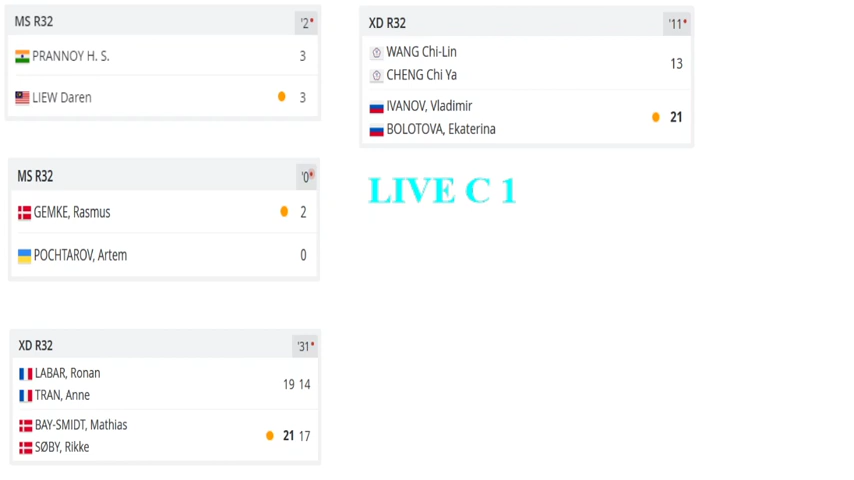 MS R32 '2
PRANNOY H. S. 3
LIEW Daren 3
MS R32 '0
GEMKE, Rasmus 2
POCHTAROV, Artem 0
XD R32 '31
LABAR, Ronan
TRAN, Anne
19 14
BAY-SMIDT, Mathias
SØBY, Rikke
21 17
XD R32 '11
WANG Chi-Lin
CHENG Chi Ya
13
IVANOV, Vladimir
BOLOTOVA, Ekaterina
21
LIVE C 1